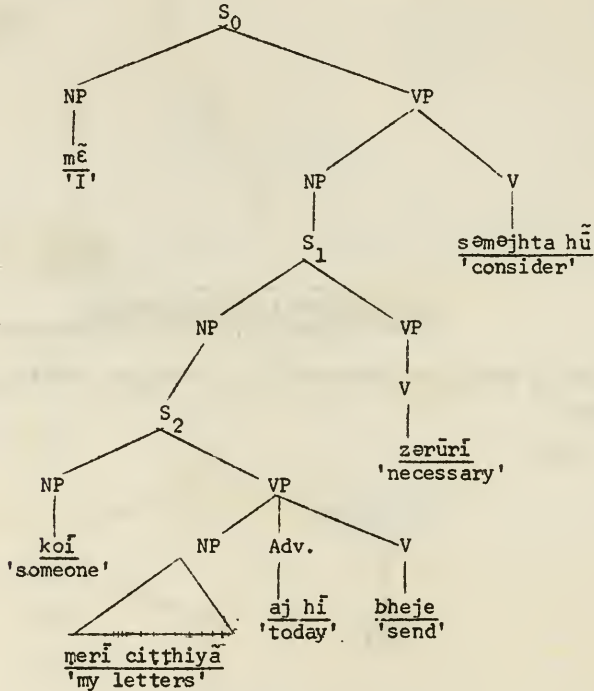 S0
NP VP
mɛ̃
'I'
NP V
S1 səməjhta hũ
'consider'
NP VP
V
S2
zərūrī
'necessary'
NP VP
koī NP Adv. V
'someone'
aj hī bheje
'today' 'send'
merī ciṭṭhiyā̃
'my letters'